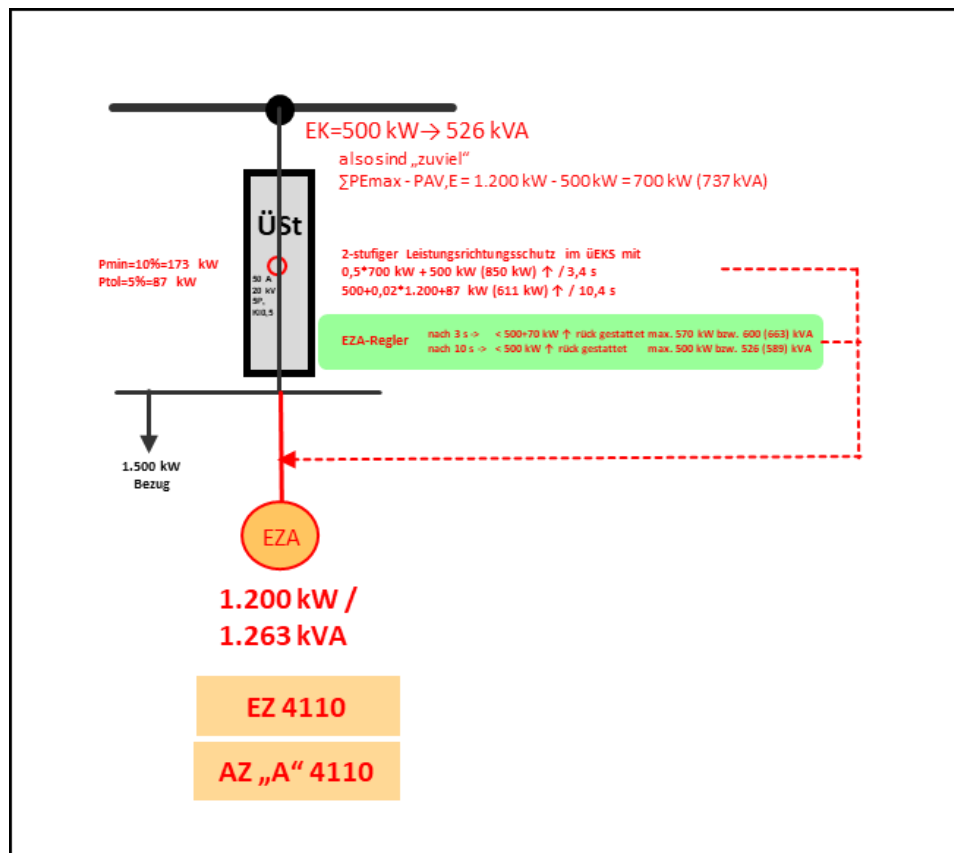 EK=500 kW→ 526 kVA
also sind „zuviel“
∑PEmax - PAV,E = 1.200 kW - 500 kW = 700 kW (737 kVA)
ÜSt
Pmin=10%=173 kW
Ptol=5%=87 kW
50 A
20 kV
5P,
Kl0,5
2-stufiger Leistungsrichtungsschutz im üEKS mit
0,5*700 kW + 500 kW (850 kW) ↑ / 3,4 s
500+0,02*1.200+87 kW (611 kW) ↑ / 10,4 s
EZA-Regler
nach 3 s -> < 500+70 kW ↑ rück gestattet max. 570 kW bzw. 600 (663) kVA
nach 10 s -> < 500 kW ↑ rück gestattet max. 500 kW bzw. 526 (589) kVA
1.500 kW
Bezug
EZA
1.200 kW /
1.263 kVA
EZ 4110
AZ „A“ 4110